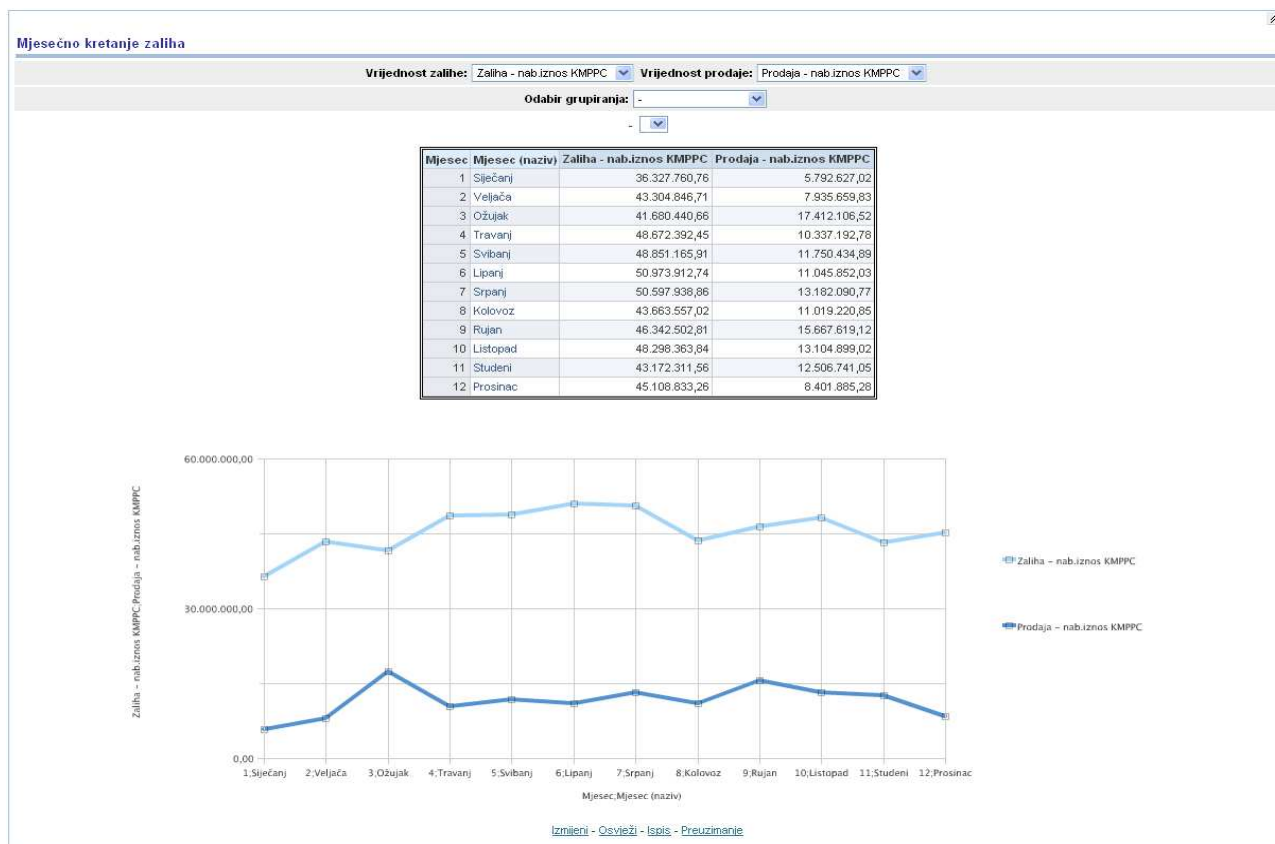 Mjesečno kretanje zaliha
Vrijednost zalihe: Zaliha - nab.iznos KMPPC Vrijednost prodaje: Prodaja - nab.iznos KMPPC
Odabir grupiranja: -
-
Mjesec Mjesec (naziv) Zaliha - nab.iznos KMPPC Prodaja - nab.iznos KMPPC
1 Siječanj 36.327.760,76 5.792.627,02
2 Veljača 43.304.846,71 7.935.659,83
3 Ožujak 41.680.440,66 17.412.106,52
4 Travanj 48.672.392,45 10.337.192,78
5 Svibanj 48.851.165,91 11.750.434,89
6 Lipanj 50.973.912,74 11.045.852,03
7 Srpanj 50.597.938,86 13.182.090,77
8 Kolovoz 43.663.557,02 11.019.220,85
9 Rujan 46.342.502,81 15.667.619,12
10 Listopad 48.298.363,84 13.104.899,02
11 Studeni 43.172.311,56 12.506.741,05
12 Prosinac 45.108.833,26 8.401.885,28
Zaliha - nab.iznos KMPPC;Prodaja - nab.iznos KMPPC
60.000.000,00
30.000.000,00
0,00
Zaliha - nab.iznos KMPPC
Prodaja - nab.iznos KMPPC
1;Siječanj 2;Veljača 3;Ožujak 4;Travanj 5;Svibanj 6;Lipanj 7;Srpanj 8;Kolovoz 9;Rujan 10;Listopad 11;Studeni 12;Prosinac
Mjesec;Mjesec (naziv)
Izmijeni - Osvježi - Ispis - Preuzimanje